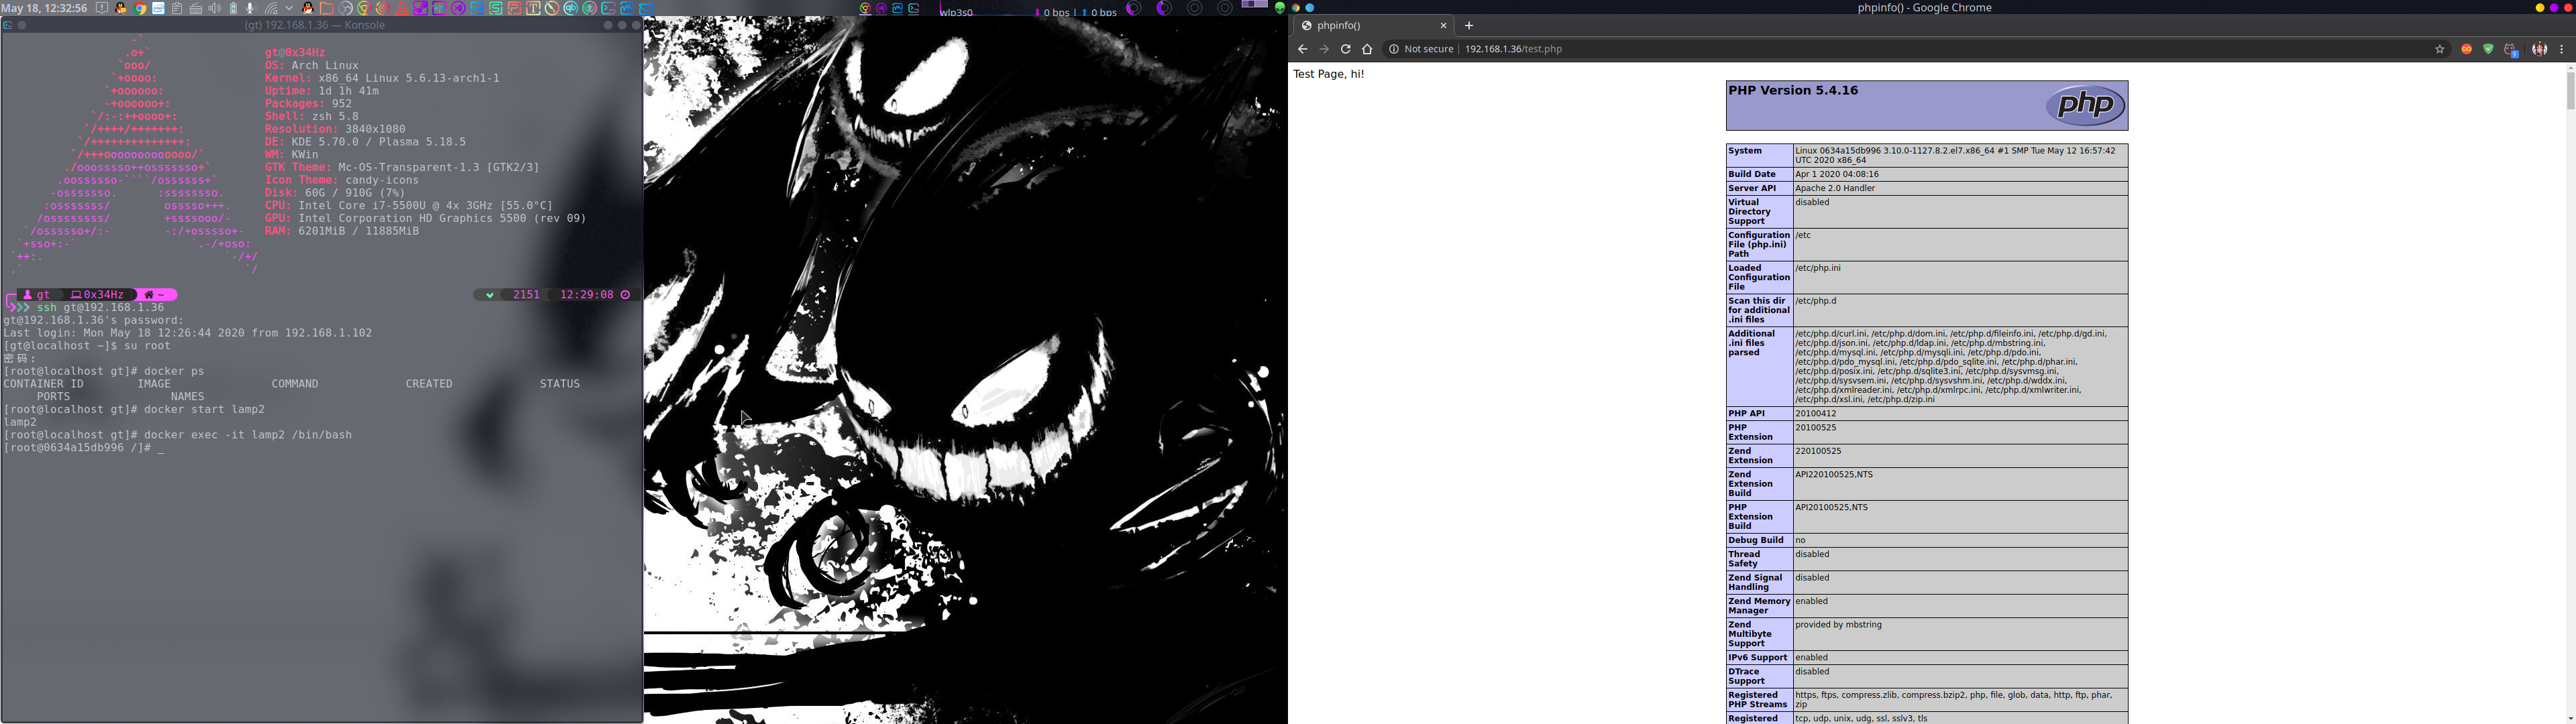 May 18, 12:32:56
wlp3s0
0 bps | 0 bps
(gt) 192.168.1.36 — Konsole
gt@0x34Hz
OS: Arch Linux
Kernel: x86_64 Linux 5.6.13-arch1-1
Uptime: 1d 1h 41m
Packages: 952
Shell: zsh 5.8
Resolution: 3840x1080
DE: KDE 5.70.0 / Plasma 5.18.5
WM: KWin
GTK Theme: Mc-OS-Transparent-1.3 [GTK2/3]
Icon Theme: candy-icons
Disk: 60G / 910G (7%)
CPU: Intel Core i7-5500U @ 4x 3GHz [55.0°C]
GPU: Intel Corporation HD Graphics 5500 (rev 09)
RAM: 6201MiB / 11885MiB
gt 0x34Hz ~ 2151 12:29:08
ssh gt@192.168.1.36
gt@192.168.1.36's password:
Last login: Mon May 18 12:26:44 2020 from 192.168.1.102
[gt@localhost ~]$ su root
密码：
[root@localhost gt]# docker ps
CONTAINER ID IMAGE COMMAND CREATED STATUS
PORTS NAMES
[root@localhost gt]# docker start lamp2
lamp2
[root@localhost gt]# docker exec -it lamp2 /bin/bash
[root@0634a15db996 /]# _
phpinfo() - Google Chrome
phpinfo()
Not secure | 192.168.1.36/test.php
Test Page, hi!
PHP Version 5.4.16
php
System Linux 0634a15db996 3.10.0-1127.8.2.el7.x86_64 #1 SMP Tue May 12 16:57:42
UTC 2020 x86_64
Build Date Apr 1 2020 04:08:16
Server API Apache 2.0 Handler
Virtual disabled
Directory
Support
Configuration /etc
File (php.ini)
Path
Loaded /etc/php.ini
Configuration
File
Scan this dir /etc/php.d
for additional
.ini files
Additional /etc/php.d/curl.ini, /etc/php.d/dom.ini, /etc/php.d/fileinfo.ini, /etc/php.d/gd.ini,
.ini files /etc/php.d/json.ini, /etc/php.d/ldap.ini, /etc/php.d/mbstring.ini,
parsed /etc/php.d/mysql.ini, /etc/php.d/mysqli.ini, /etc/php.d/pdo.ini,
/etc/php.d/pdo_mysql.ini, /etc/php.d/pdo_sqlite.ini, /etc/php.d/phar.ini,
/etc/php.d/posix.ini, /etc/php.d/sqlite3.ini, /etc/php.d/sysvmsg.ini,
/etc/php.d/sysvsem.ini, /etc/php.d/sysvshm.ini, /etc/php.d/wddx.ini,
/etc/php.d/xmlreader.ini, /etc/php.d/xmlrpc.ini, /etc/php.d/xmlwriter.ini,
/etc/php.d/xsl.ini, /etc/php.d/zip.ini
PHP API 20100412
PHP 20100525
Extension
Zend 220100525
Extension
Zend API220100525,NTS
Extension
Build
PHP API20100525,NTS
Extension
Build
Debug Build no
Thread disabled
Safety
Zend Signal disabled
Handling
Zend Memory enabled
Manager
Zend provided by mbstring
Multibyte
Support
IPv6 Support enabled
DTrace disabled
Support
Registered https, ftps, compress.zlib, compress.bzip2, php, file, glob, data, http, ftp, phar,
PHP Streams zip
Registered tcp, udp, unix, udg, ssl, sslv3, tls